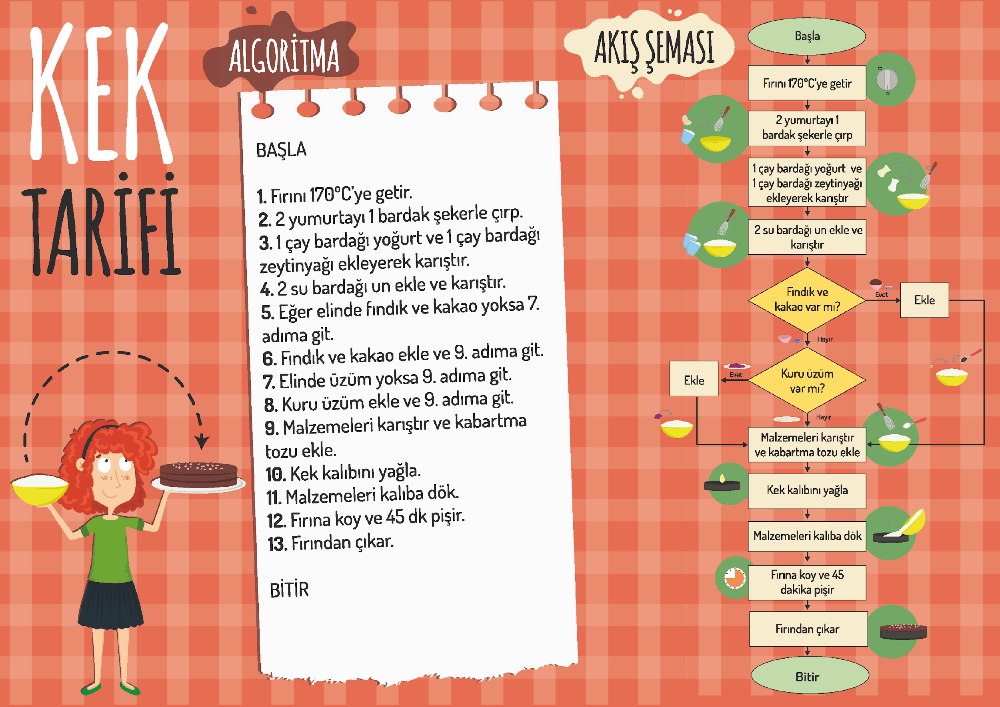 KEK
TARİFİ
ALGORİTMA
BAŞLA
1. Fırını 170°C'ye getir.
2. 2 yumurtayı 1 bardak şekerle çırp.
3. 1 çay bardağı yoğurt ve 1 çay bardağı
zeytinyağı ekleyerek karıştır.
4. 2 su bardağı un ekle ve karıştır.
5. Eğer elinde fındık ve kakao yoksa 7.
adıma git.
6. Fındık ve kakao ekle ve 9. adıma git.
7. Elinde üzüm yoksa 9. adıma git.
8. Kuru üzüm ekle ve 9. adıma git.
9. Malzemeleri karıştır ve kabartma
tozu ekle.
10. Kek kalıbını yağla.
11. Malzemeleri kalıba dök.
12. Fırına koy ve 45 dk pişir.
13. Fırından çıkar.
BİTİR
AKIŞ ŞEMASI
Başla
Fırını 170°C'ye getir
170
2 yumurtayı 1
bardak şekerle çırp
1 çay bardağı yoğurt ve
1 çay bardağı zeytinyağı
ekleyerek karıştır
2 su bardağı un ekle ve
karıştır
Fındık ve
kakao var mı?
Evet
Ekle
Hayır
Kuru üzüm
var mı?
Evet
Ekle
Hayır
Malzemeleri karıştır
ve kabartma tozu ekle
Kek kalıbını yağla
Malzemeleri kalıba dök
Fırına koy ve 45
dakika pişir
Fırından çıkar
Bitir